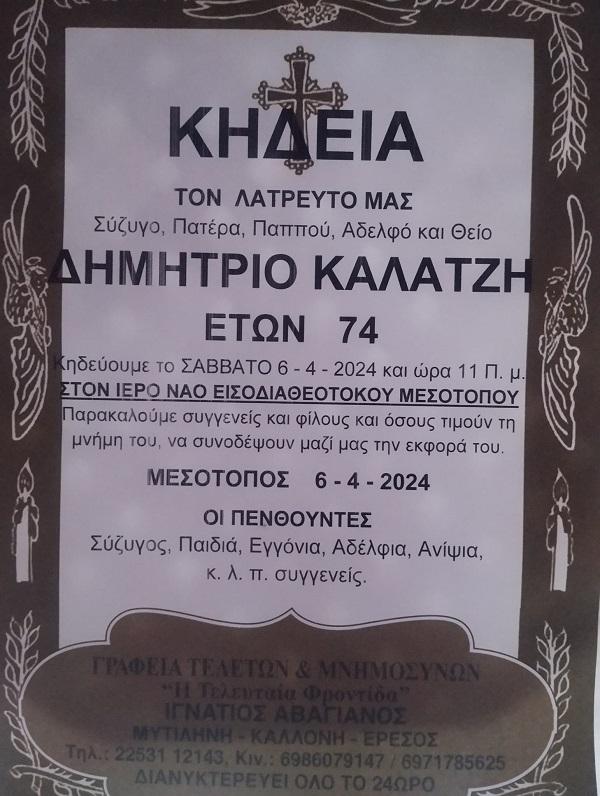 ΚΗΔΕΙΑ
ΤΟΝ ΛΑΤΡΕΥΤΟ ΜΑΣ
Σύζυγο, Πατέρα, Παππού, Αδελφό και Θείο
ΔΗΜΗΤΡΙΟ ΚΑΛΑΤΖΗ
ΕΤΩΝ 74
Κηδεύουμε το ΣΑΒΒΑΤΟ 6 - 4 - 2024 και ώρα 11 Π. μ.
ΣΤΟΝ ΙΕΡΟ ΝΑΟ ΕΙΣΟΔΙΑΘΕΟΤΟΚΟΥ ΜΕΣΟΤΟΠΟΥ
Παρακαλούμε συγγενείς και φίλους και όσους τιμούν τη
μνήμη του, να συνοδέψουν μαζί μας την εκφορά του.
ΜΕΣΟΤΟΠΟΣ 6 - 4 - 2024
ΟΙ ΠΕΝΘΟΥΝΤΕΣ
Σύζυγος, Παιδιά, Εγγόνια, Αδέλφια, Ανίψια,
κ. λ. π. συγγενείς.
ΓΡΑΦΕΙΑ ΤΕΛΕΤΩΝ & ΜΝΗΜΟΣΥΝΩΝ
“Η Τελευταία Φροντίδα”
ΙΓΝΑΤΙΟΣ ΑΒΑΓΙΑΝΟΣ
ΜΥΤΙΛΗΝΗ - ΚΑΛΛΟΝΗ - ΕΡΕΣΟΣ
Τηλ.: 22531 12143, Κιν.: 6986079147 / 6971785625
ΔΙΑΝΥΚΤΕΡΕΥΕΙ ΟΛΟ ΤΟ 24ΩΡΟ